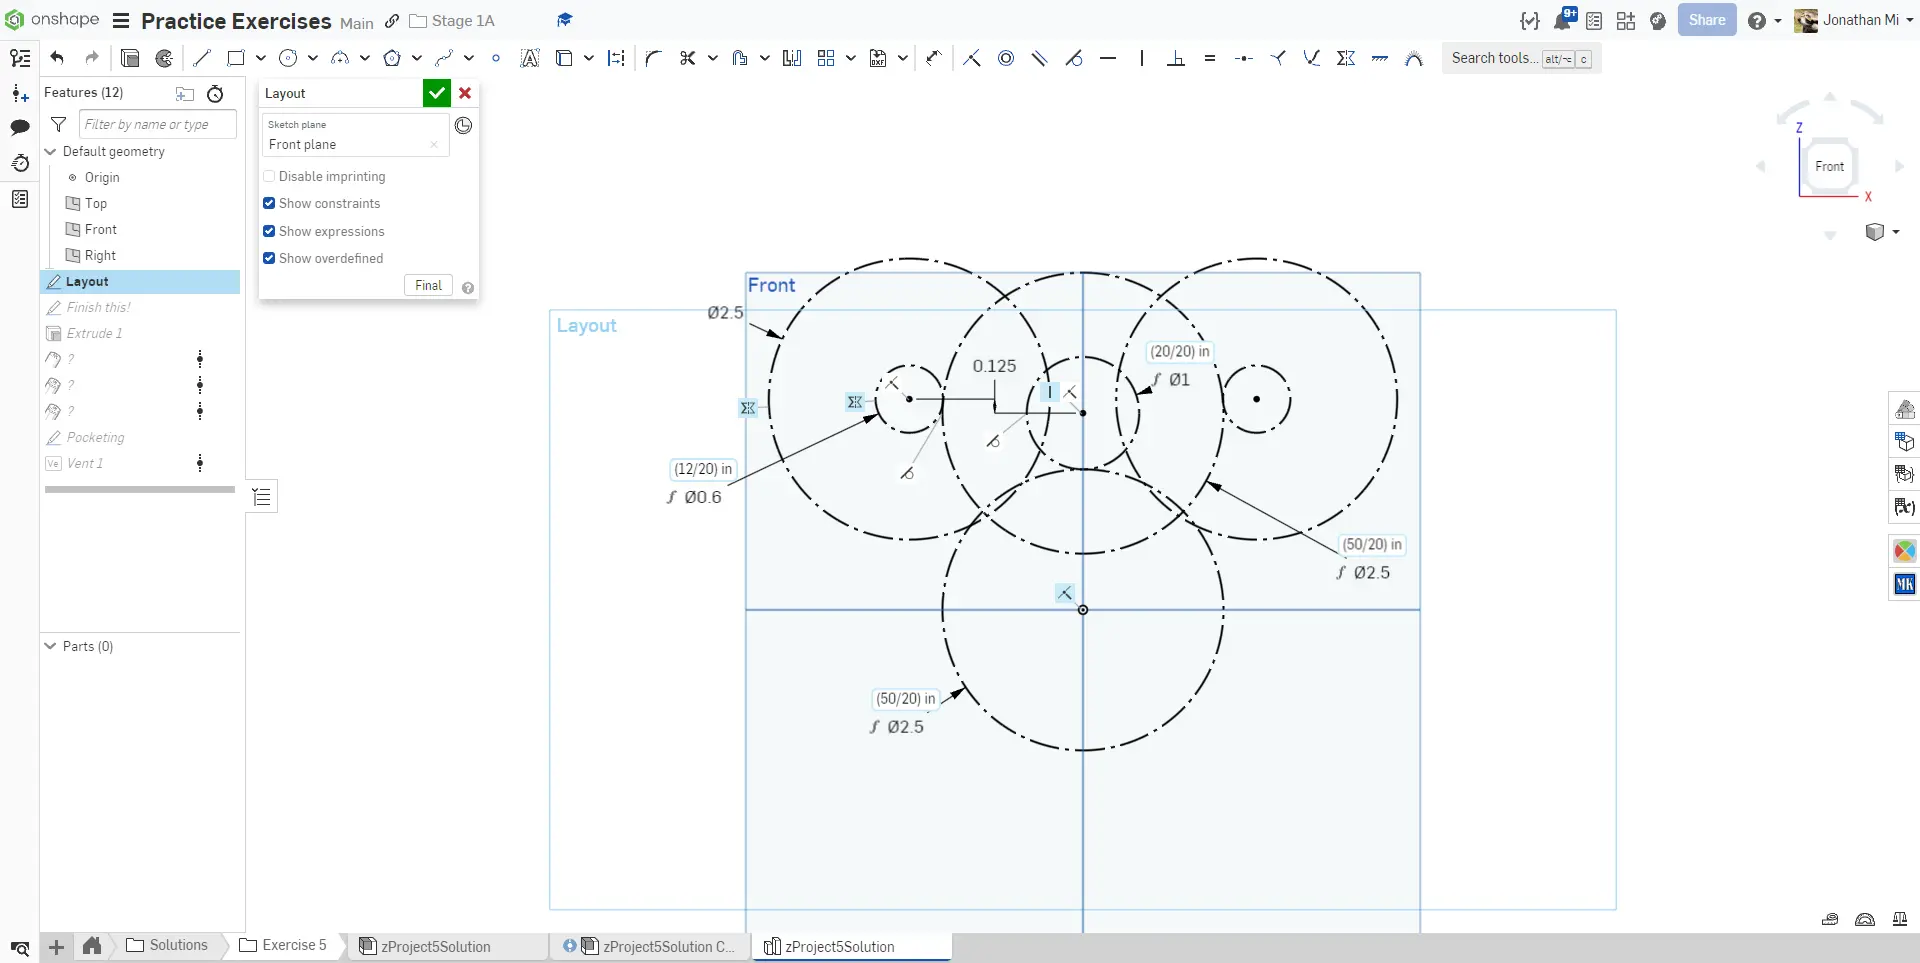 onshape
Practice Exercises Main
Stage 1A
9+
Share
Jonathan Mi
DXF
Search tools... alt/⌥ c
Features (12)
Filter by name or type
Default geometry
Origin
Top
Front
Right
Layout
Finish this!
Extrude 1
?
?
?
Pocketing
Ve Vent 1
Parts (0)
Layout
Sketch plane
Front plane
Disable imprinting
Show constraints
Show expressions
Show overdefined
Final
Z
Front
X
Front
Layout
Ø2.5
0.125
(20/20) in
ƒ Ø1
(12/20) in
ƒ Ø0.6
(50/20) in
ƒ Ø2.5
(50/20) in
ƒ Ø2.5
(x)
MK
Solutions
Exercise 5
zProject5Solution
zProject5Solution C...
zProject5Solution